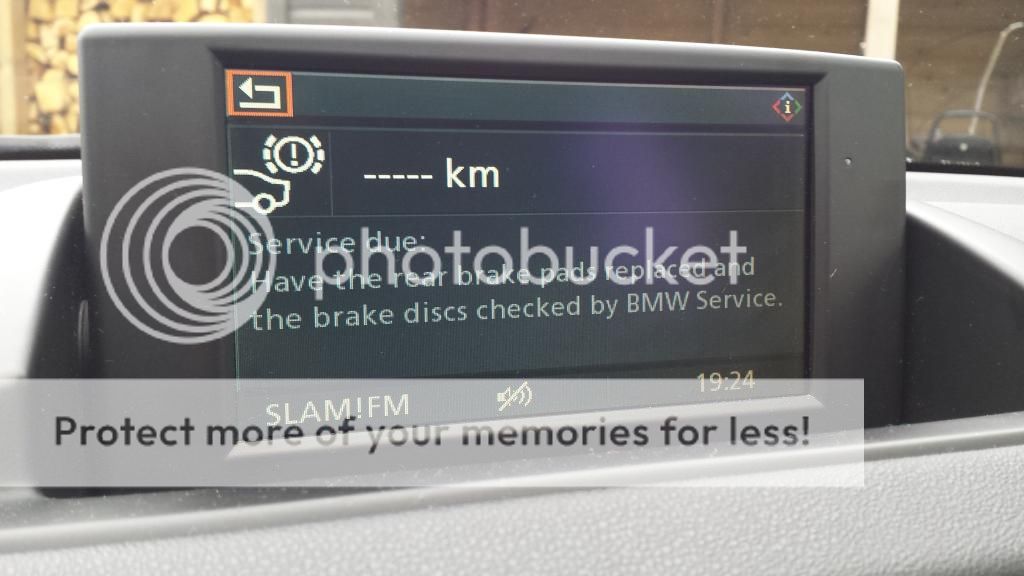 i
----- km
Service due:
Have the rear brake pads replaced and
the brake discs checked by BMW Service.
photobucket
19:24
SLAM!FM
Protect more of your memories for less!